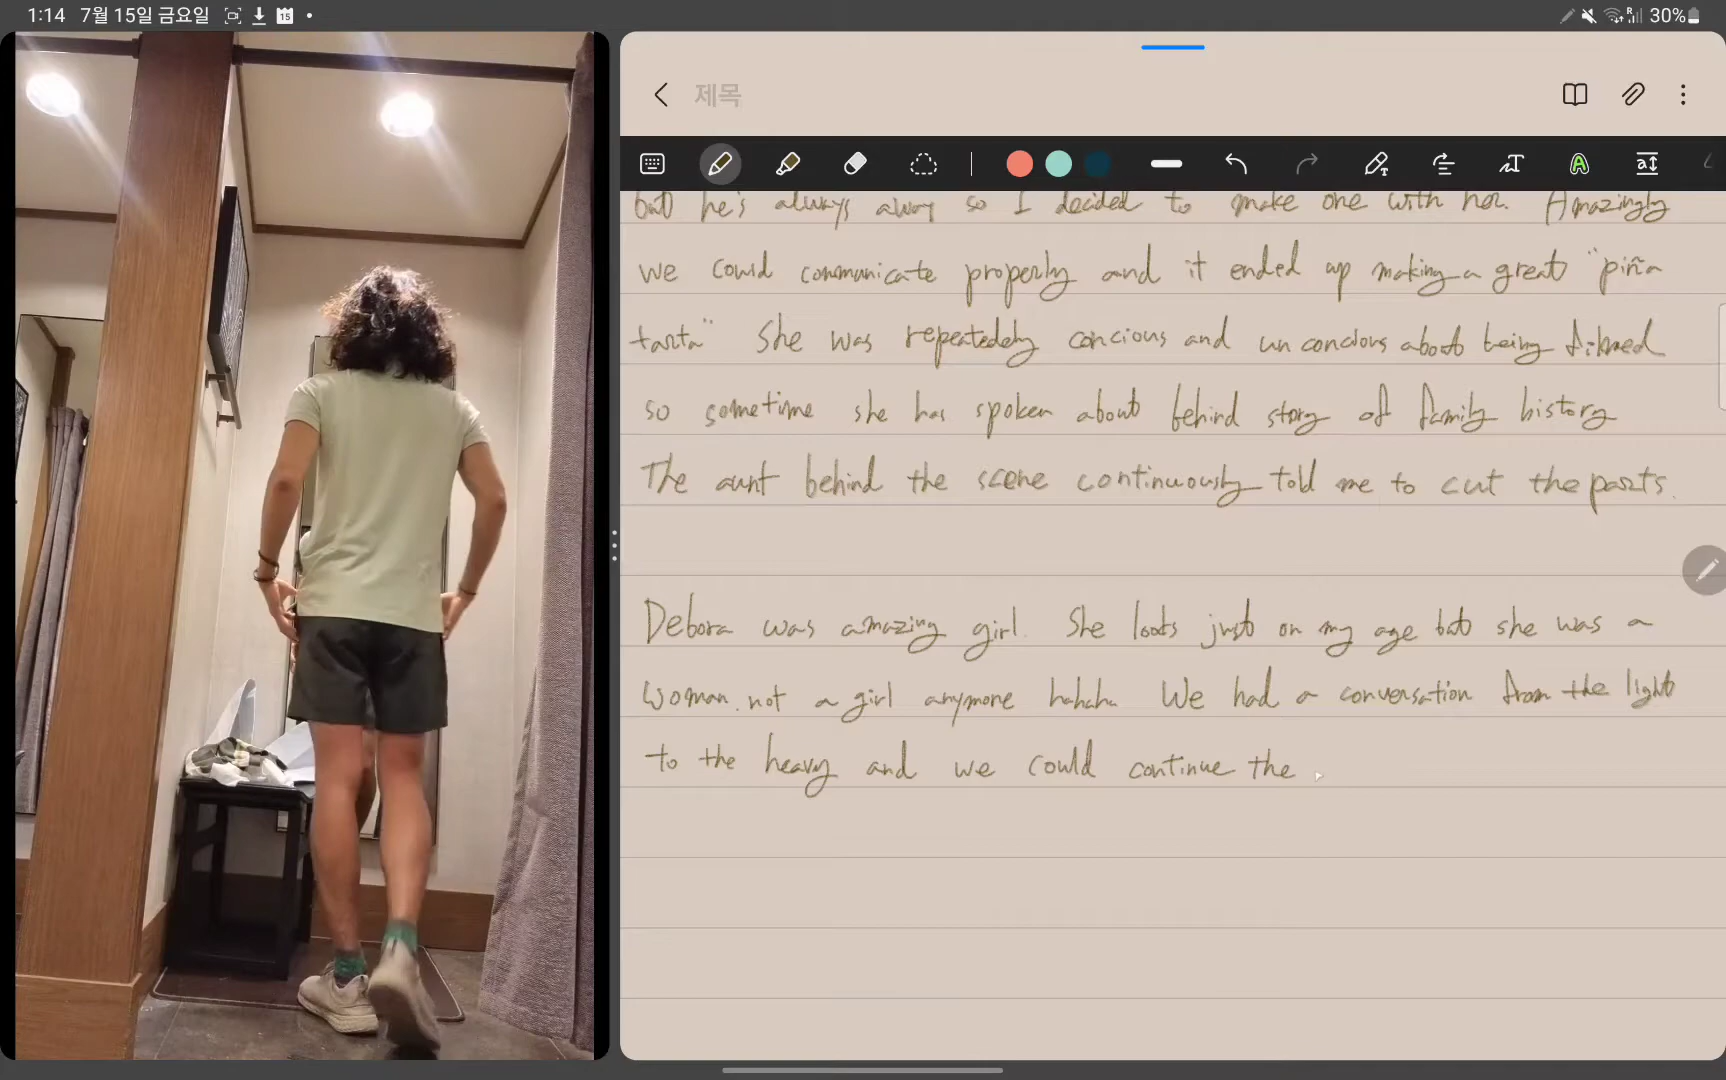 1:14 7월 15일 금요일 15
R 30%
제목
but he's always away so I decided to make one with her. Amazingly
we could communicate properly and it ended up making a great "piña
tarta" She was repeatedely concious and unconcious about being filmed
so sometime she has spoken about behind story of family history
The aunt behind the scene continuously told me to cut the parts.
Debora was amazing girl. She loots just on my age but she was a
woman. not a girl anymore hahaha We had a conversation from the light
to the heavy and we could continue the